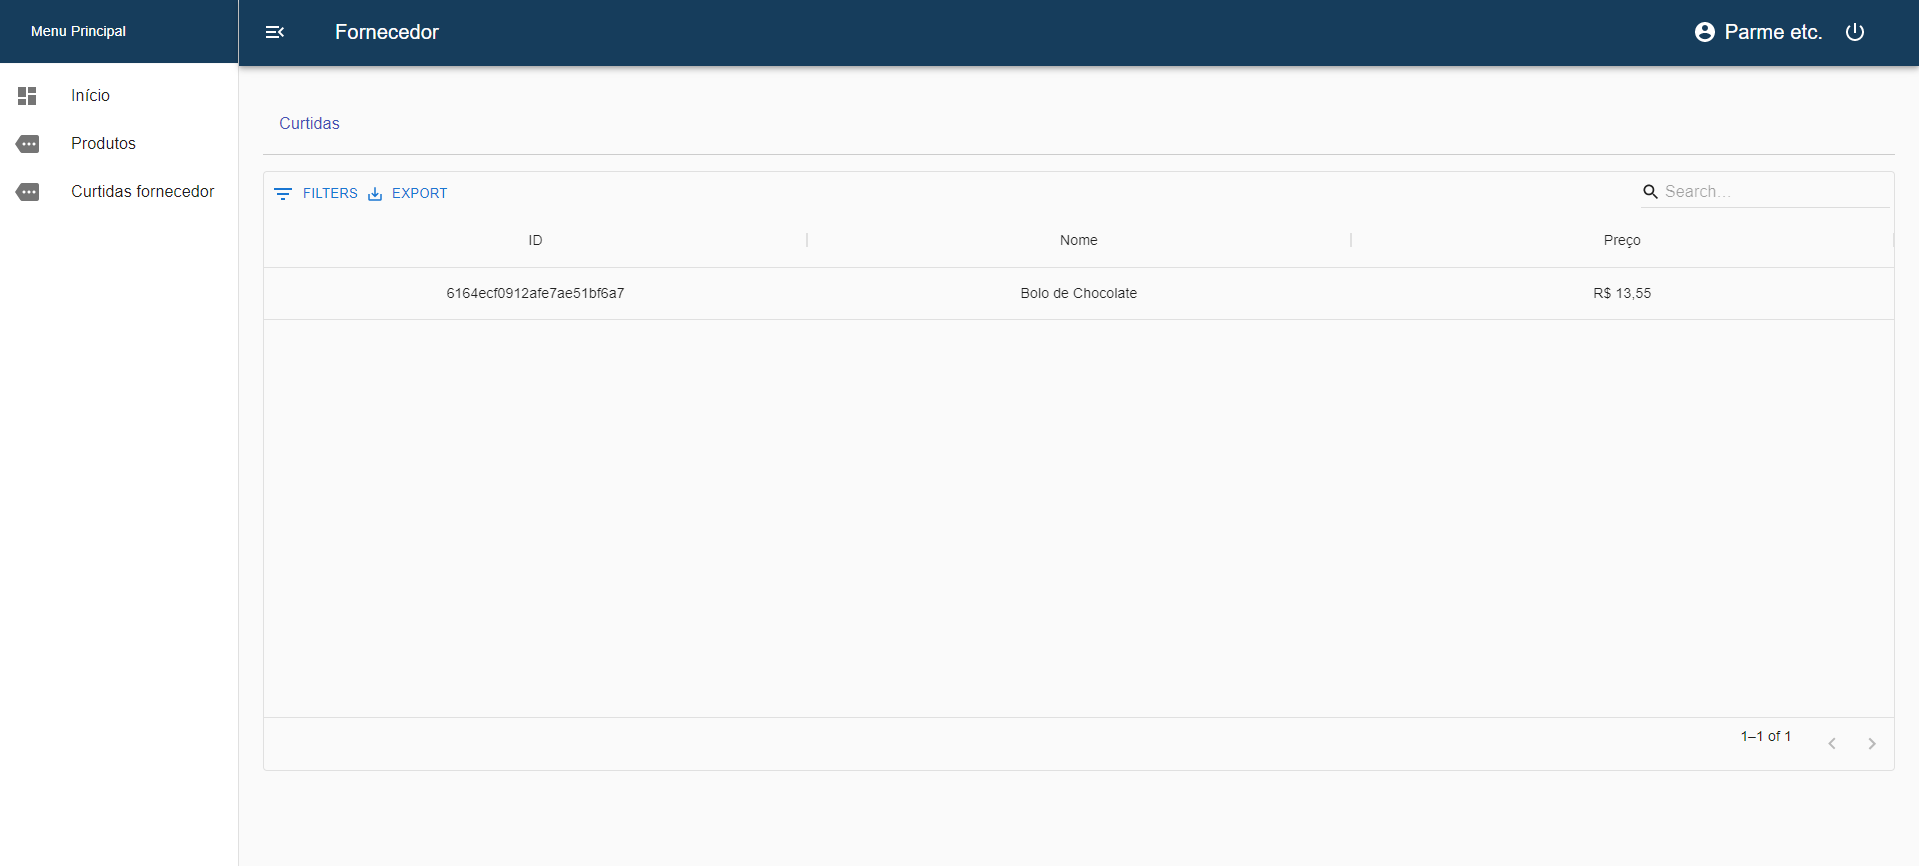 Menu Principal
Fornecedor
Parme etc.
Início
Produtos
Curtidas fornecedor
Curtidas
FILTERS
EXPORT
Search…
ID
Nome
Preço
6164ecf0912afe7ae51bf6a7
Bolo de Chocolate
R$ 13,55
1–1 of 1